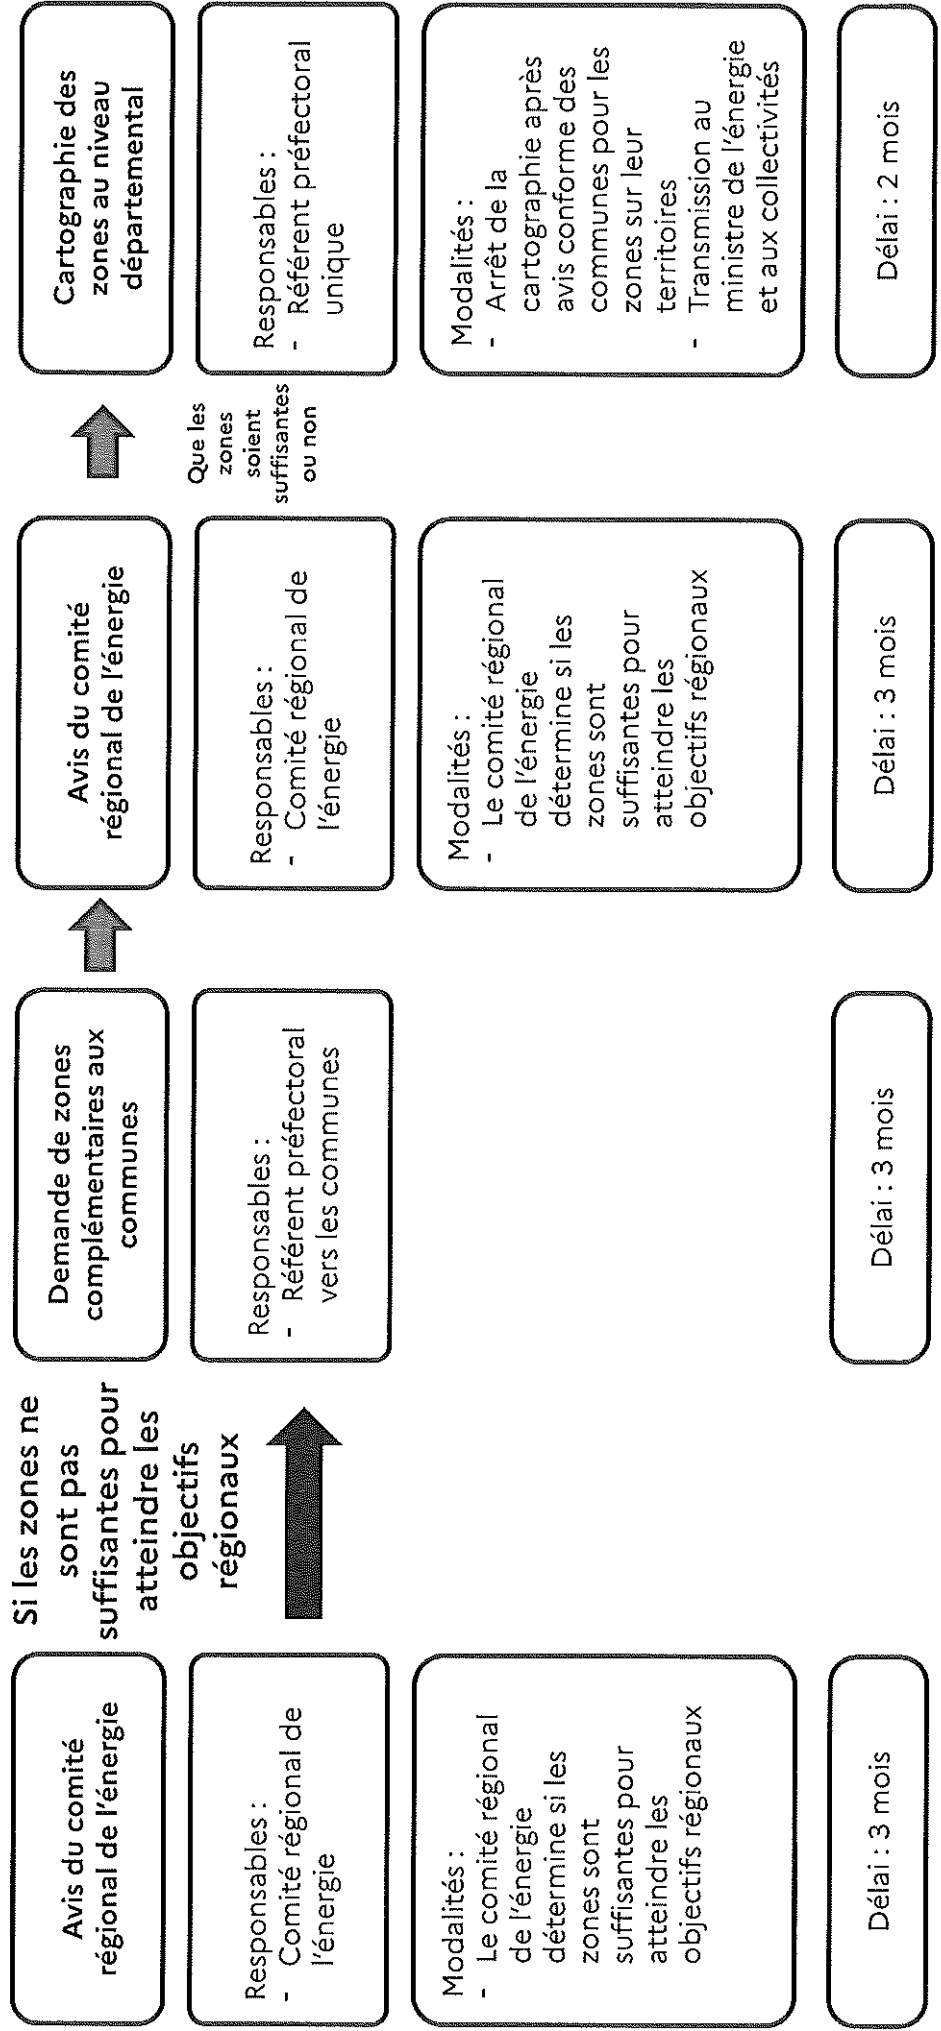 Avis du comité
régional de l'énergie
Responsables :
- Comité régional de
l'énergie
Modalités :
- Le comité régional
de l'énergie
détermine si les
zones sont
suffisantes pour
atteindre les
objectifs régionaux
Délai : 3 mois
Si les zones ne
sont pas
suffisantes pour
atteindre les
objectifs
régionaux
Demande de zones
complémentaires aux
communes
Responsables :
- Référent préfectoral
vers les communes
Délai : 3 mois
Avis du comité
régional de l'énergie
Responsables :
- Comité régional de
l'énergie
Modalités :
- Le comité régional
de l'énergie
détermine si les
zones sont
suffisantes pour
atteindre les
objectifs régionaux
Délai : 3 mois
Que les
zones
soient
suffisantes
ou non
Cartographie des
zones au niveau
départemental
Responsables :
- Référent préfectoral
unique
Modalités :
- Arrêt de la
cartographie après
avis conforme des
communes pour les
zones sur leur
territoires
- Transmission au
ministre de l'énergie
et aux collectivités
Délai : 2 mois